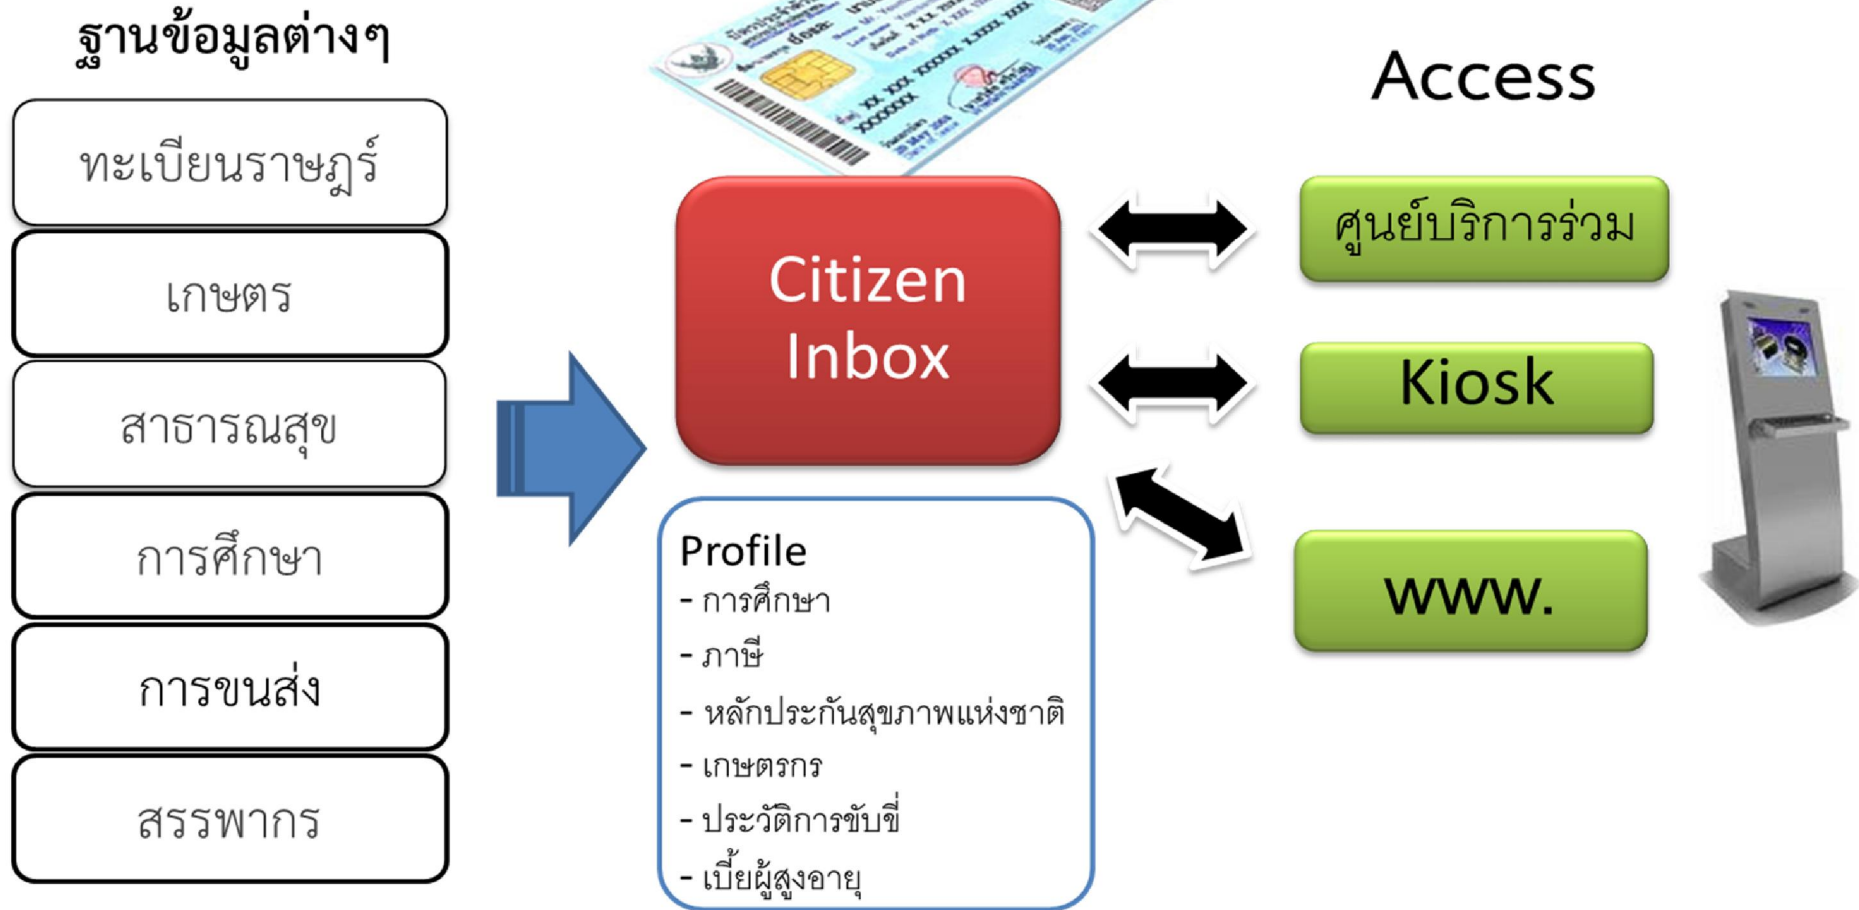 ฐานข้อมูลต่างๆ
ทะเบียนราษฎร์
เกษตร
สาธารณสุข
การศึกษา
การขนส่ง
สรรพากร
Citizen
Inbox
Profile
- การศึกษา
- ภาษี
- หลักประกันสุขภาพแห่งชาติ
- เกษตรกร
- ประวัติการขับขี่
- เบี้ยผู้สูงอายุ
Access
ศูนย์บริการร่วม
Kiosk
www.